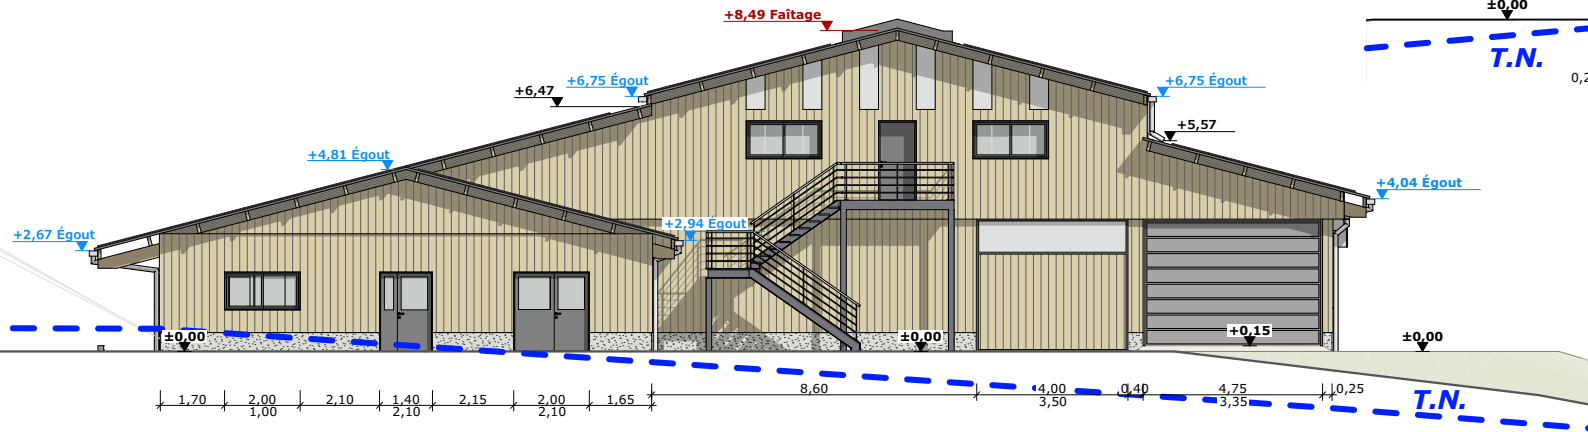 ±0,00
+8,49 Faîtage
T.N.
0,2
+6,75 Égout
+6,75 Égout
+6,47
+5,57
+4,81 Égout
+4,04 Égout
+2,94 Égout
+2,67 Égout
±0,00
±0,00
+0,15
±0,00
1,70
2,00
2,10
1,40
2,15
2,00
1,65
8,60
4,00
0,40
4,75
0,25
1,00
2,10
2,10
3,50
3,35
T.N.